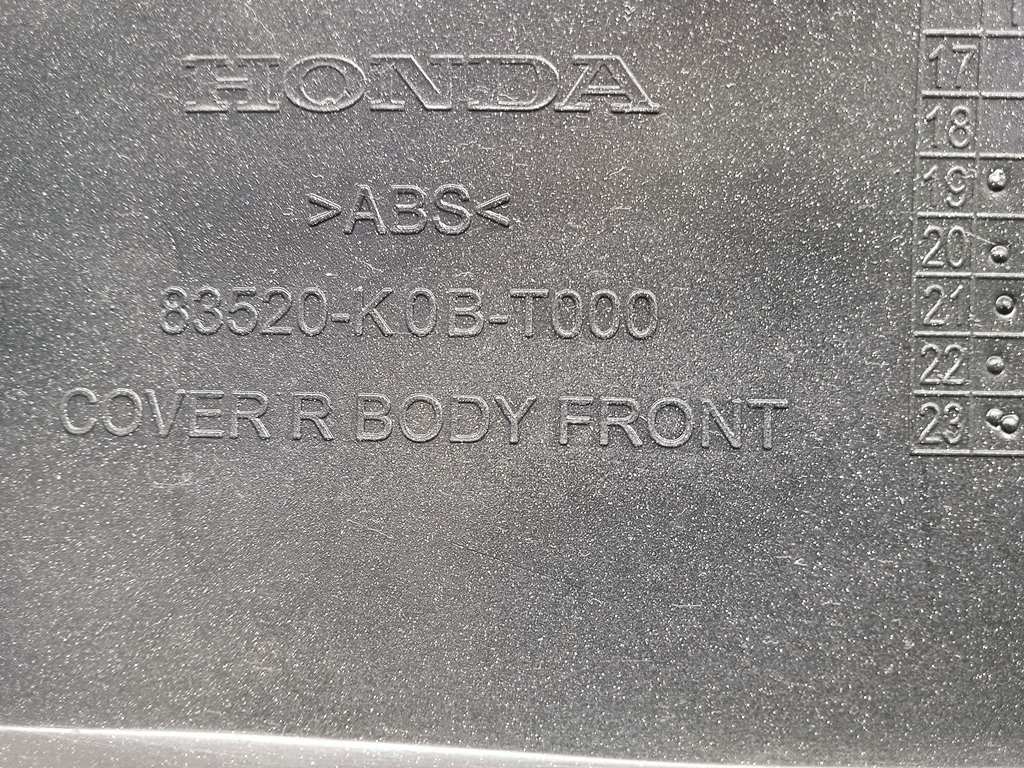 HONDA
>ABS<
83520-K0B-T000
COVER R BODY FRONT
17
18
19
20
21
22
23